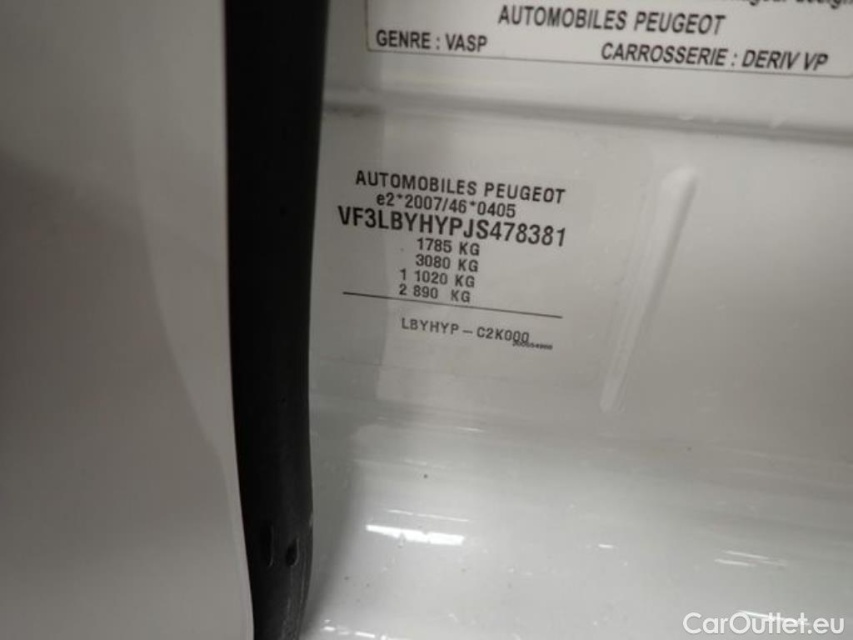 AUTOMOBILES PEUGEOT
GENRE : VASP
CARROSSERIE : DERIV VP
AUTOMOBILES PEUGEOT
e2*2007/46*0405
VF3LBYHYPJS478381
1785 KG
3080 KG
1 1020 KG
2 890 KG
LBYHYP - C2K000
CarOutlet.eu